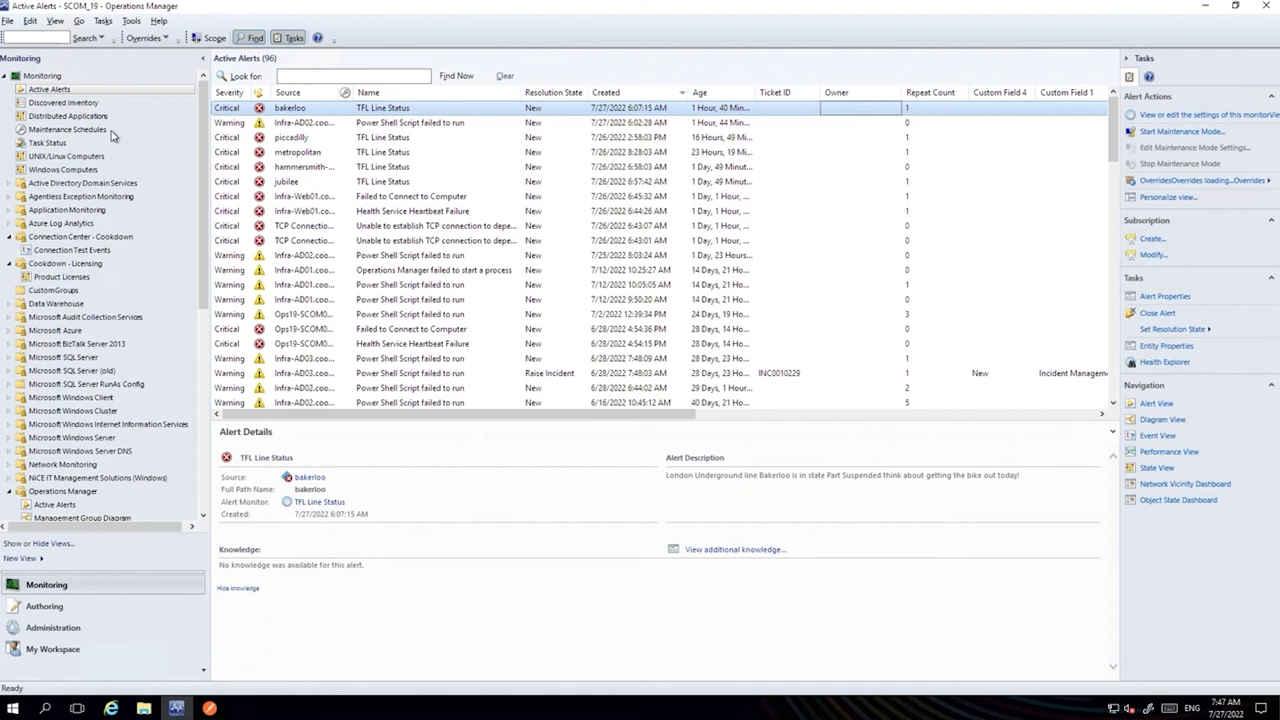 Active Alerts - SCOM_19 - Operations Manager
File Edit View Go Tasks Tools Help
Search Overrides Scope Find Tasks
Monitoring
Monitoring
Active Alerts
Discovered Inventory
Distributed Applications
Maintenance Schedules
Task Status
UNIX/Linux Computers
Windows Computers
Active Directory Domain Services
Agentless Exception Monitoring
Application Monitoring
Azure Log Analytics
Connection Center - Cookdown
Connection Test Events
Cookdown - Licensing
Product Licenses
CustomGroups
Data Warehouse
Microsoft Audit Collection Services
Microsoft Azure
Microsoft BizTalk Server 2013
Microsoft SQL Server
Microsoft SQL Server (old)
Microsoft SQL Server RunAs Config
Microsoft Windows Client
Microsoft Windows Cluster
Microsoft Windows Internet Information Services
Microsoft Windows Server
Microsoft Windows Server DNS
Network Monitoring
NiCE IT Management Solutions (Windows)
Operations Manager
Active Alerts
Management Group Diagram
Show or Hide Views...
New View
Monitoring
Authoring
Administration
My Workspace
Ready
Active Alerts (96)
Look for: Find Now Clear
Severity Source Name Resolution State Created Age Ticket ID Owner Repeat Count Custom Field 4 Custom Field 1
Critical bakerloo TFL Line Status New 7/27/2022 6:07:15 AM 1 Hour, 40 Min... 1
Warning Infra-AD02.coo... Power Shell Script failed to run New 7/27/2022 6:02:28 AM 1 Hour, 44 Min... 0
Critical piccadilly TFL Line Status New 7/26/2022 2:58:03 PM 16 Hours, 49 Mi... 1
Critical metropolitan TFL Line Status New 7/26/2022 8:28:03 AM 23 Hours, 19 Mi... 1
Critical hammersmith-... TFL Line Status New 7/26/2022 6:58:03 AM 1 Day, 49 Minut... 0
Critical jubilee TFL Line Status New 7/26/2022 6:57:42 AM 1 Day, 49 Minut... 1
Critical Infra-Web01.co... Failed to Connect to Computer New 7/26/2022 6:45:32 AM 1 Day, 1 Hour, ... 0
Critical Infra-Web01.co... Health Service Heartbeat Failure New 7/26/2022 6:44:26 AM 1 Day, 1 Hour, ... 0
Critical TCP Connectio... Unable to establish TCP connection to depe... New 7/26/2022 6:43:07 AM 1 Day, 1 Hour, ... 0
Critical TCP Connectio... Unable to establish TCP connection to depe... New 7/26/2022 6:43:01 AM 1 Day, 1 Hour, ... 0
Warning Infra-AD02.coo... Power Shell Script failed to run New 7/25/2022 8:03:24 AM 1 Day, 23 Hours... 0
Warning Infra-AD01.coo... Operations Manager failed to start a process New 7/12/2022 10:25:27 AM 14 Days, 21 Ho... 0
Warning Infra-AD01.coo... Power Shell Script failed to run New 7/12/2022 10:05:05 AM 14 Days, 21 Ho... 1
Warning Infra-AD01.coo... Power Shell Script failed to run New 7/12/2022 9:50:20 AM 14 Days, 21 Ho... 0
Warning Ops19-SCOM0... Power Shell Script failed to run New 7/2/2022 12:39:34 PM 24 Days, 19 Ho... 3
Critical Ops19-SCOM0... Failed to Connect to Computer New 6/28/2022 4:54:36 PM 28 Days, 14 Ho... 0
Critical Ops19-SCOM0... Health Service Heartbeat Failure New 6/28/2022 4:54:15 PM 28 Days, 14 Ho... 0
Warning Infra-AD03.coo... Power Shell Script failed to run New 6/28/2022 7:48:09 AM 28 Days, 23 Ho... 1
Warning Infra-AD03.coo... Power Shell Script failed to run Raise Incident 6/28/2022 7:48:03 AM 28 Days, 23 Ho... INC0010229 1 New Incident Managem
Warning Infra-AD02.coo... Power Shell Script failed to run New 6/28/2022 6:44:02 AM 29 Days, 1 Hour... 2
Warning Infra-AD02.coo... Power Shell Script failed to run New 6/16/2022 10:45:12 AM 40 Days, 21 Ho... 5
Alert Details
TFL Line Status
Source: bakerloo
Full Path Name: bakerloo
Alert Monitor: TFL Line Status
Created: 7/27/2022 6:07:15 AM
Alert Description
London Underground line Bakerloo is in state Part Suspended think about getting the bike out today!
Knowledge:
No knowledge was available for this alert.
Hide knowledge
View additional knowledge...
Tasks
Alert Actions
View or edit the settings of this monitorVie
Start Maintenance Mode...
Edit Maintenance Mode Settings...
Stop Maintenance Mode
OverridesOverrides loading...Overrides
Personalize view...
Subscription
Create...
Modify...
Tasks
Alert Properties
Close Alert
Set Resolution State
Entity Properties
Health Explorer
Navigation
Alert View
Diagram View
Event View
Performance View
State View
Network Vicinity Dashboard
Object State Dashboard
ENG
7:47 AM
7/27/2022